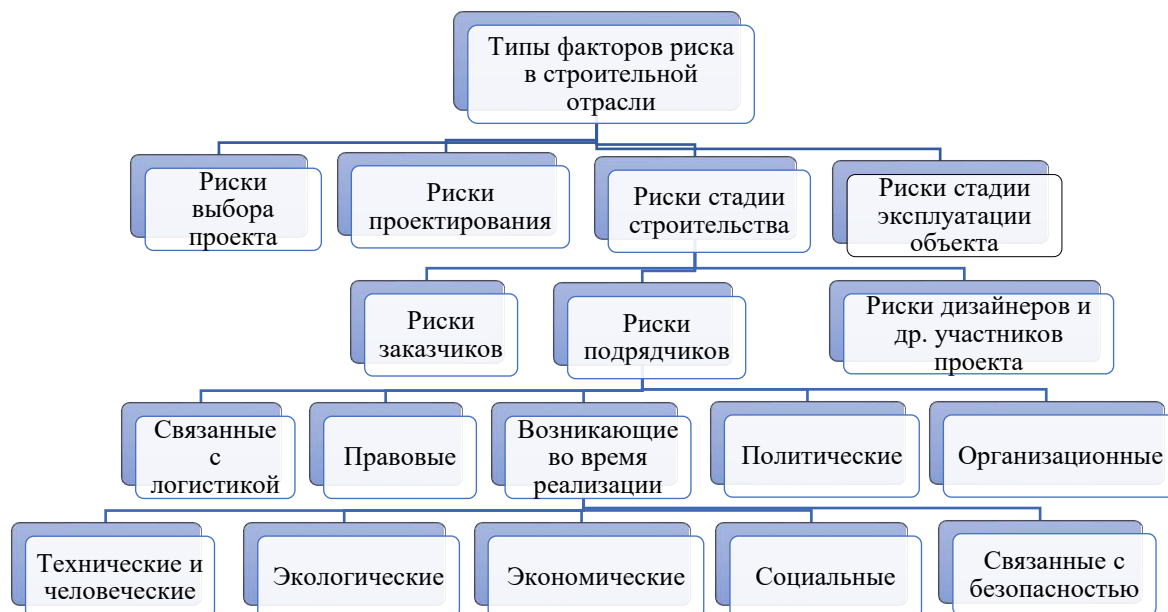 Типы факторов риска
в строительной
отрасли
Риски
выбора
проекта
Риски
проектирования
Риски стадии
строительства
Риски стадии
эксплуатации
объекта
Риски
заказчиков
Риски
подрядчиков
Риски дизайнеров и
др. участников
проекта
Связанные
с
логистикой
Правовые
Возникающие
во время
реализации
Политические
Организационные
Технические и
человеческие
Экологические
Экономические
Социальные
Связанные с
безопасностью